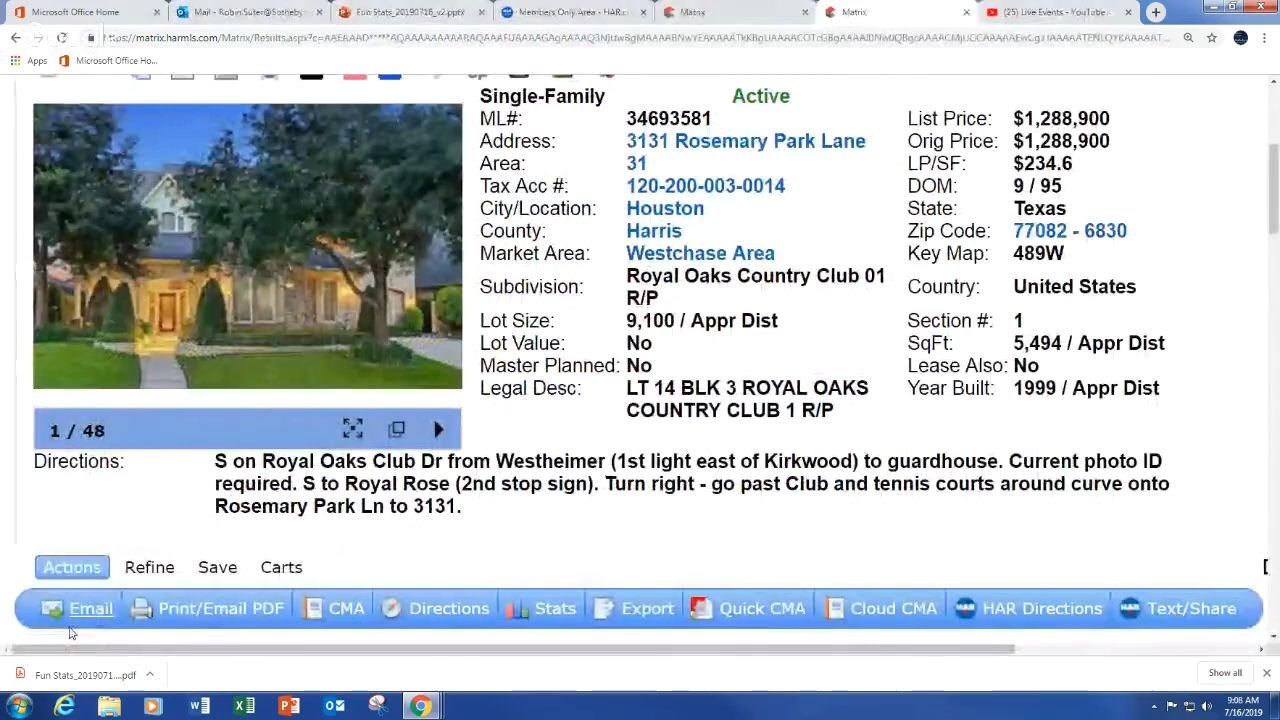 Microsoft Office Home
Mail - Robin.Suter@Sotheby
Fun Stats_20190716_v2.pptx
Members Only Area - HAR.c
Matrix
Matrix
(25) Live Events - YouTube
Apps
Microsoft Office Ho...
Single-Family Active
ML#: 34693581 List Price: $1,288,900
Address: 3131 Rosemary Park Lane Orig Price: $1,288,900
Area: 31 LP/SF: $234.6
Tax Acc #: 120-200-003-0014 DOM: 9 / 95
City/Location: Houston State: Texas
County: Harris Zip Code: 77082 - 6830
Market Area: Westchase Area Key Map: 489W
Subdivision: Royal Oaks Country Club 01 R/P Country: United States
Lot Size: 9,100 / Appr Dist Section #: 1
Lot Value: No SqFt: 5,494 / Appr Dist
Master Planned: No Lease Also: No
Legal Desc: LT 14 BLK 3 ROYAL OAKS Year Built: 1999 / Appr Dist
COUNTRY CLUB 1 R/P
1 / 48
Directions: S on Royal Oaks Club Dr from Westheimer (1st light east of Kirkwood) to guardhouse. Current photo ID
required. S to Royal Rose (2nd stop sign). Turn right - go past Club and tennis courts around curve onto
Rosemary Park Ln to 3131.
Actions Refine Save Carts
Email Print/Email PDF CMA Directions Stats Export Quick CMA Cloud CMA HAR Directions Text/Share
Fun Stats_2019071....pdf
Show all
9:08 AM
7/16/2019